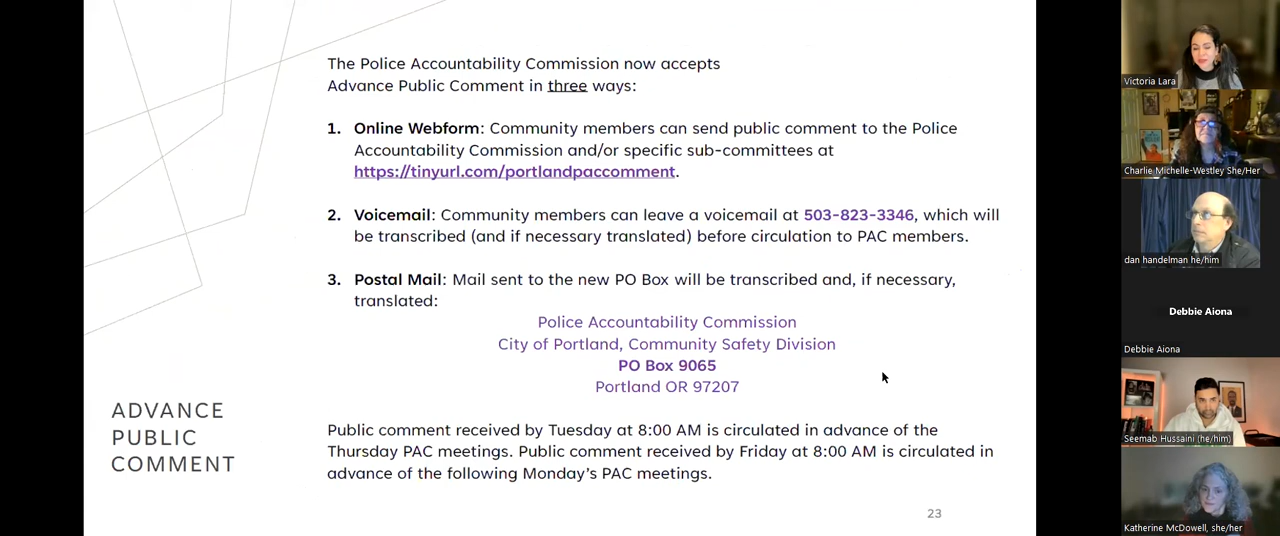 The Police Accountability Commission now accepts
Advance Public Comment in three ways:
1. Online Webform: Community members can send public comment to the Police
Accountability Commission and/or specific sub-committees at
https://tinyurl.com/portlandpaccomment.
2. Voicemail: Community members can leave a voicemail at 503-823-3346, which will
be transcribed (and if necessary translated) before circulation to PAC members.
3. Postal Mail: Mail sent to the new PO Box will be transcribed and, if necessary,
translated:
Police Accountability Commission
City of Portland, Community Safety Division
PO Box 9065
Portland OR 97207
ADVANCE
PUBLIC
COMMENT
Public comment received by Tuesday at 8:00 AM is circulated in advance of the
Thursday PAC meetings. Public comment received by Friday at 8:00 AM is circulated in
advance of the following Monday's PAC meetings.
23
Victoria Lara
Charlie Michelle-Westley She/Her
dan handelman he/him
Debbie Aiona
Debbie Aiona
Seemab Hussaini (he/him)
Katherine McDowell, she/her